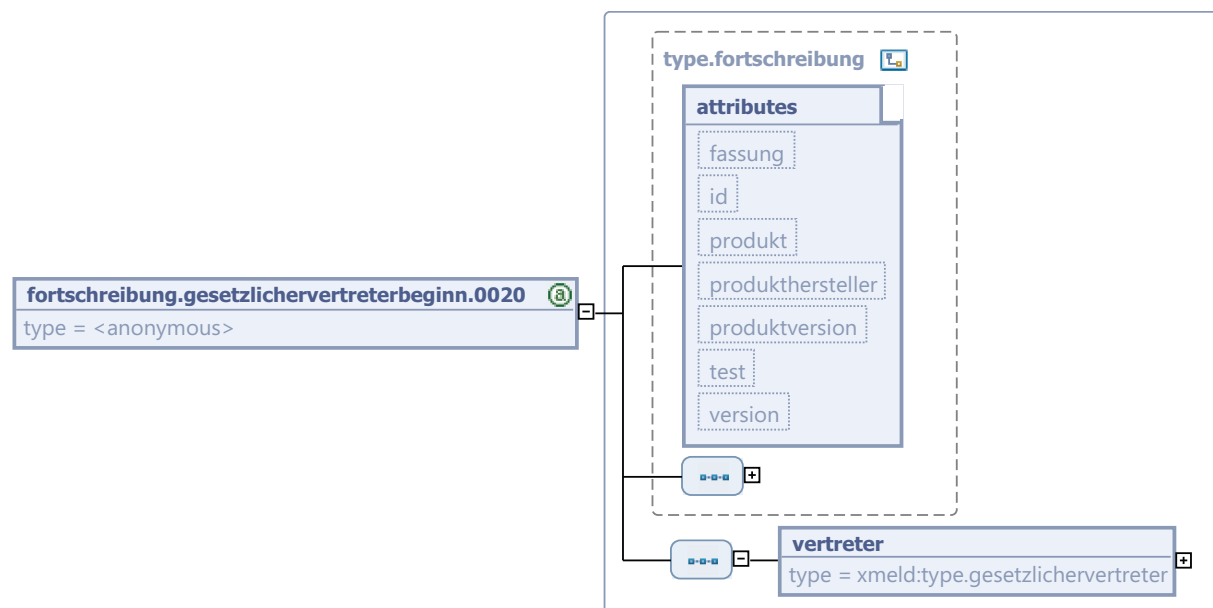 type.fortschreibung
attributes
fassung
id
produkt
fortschreibung.gesetzlichervertreterbeginn.0020
type = <anonymous>
produkthersteller
produktversion
test
version
vertreter
type = xmeld:type.gesetzlichervertreter